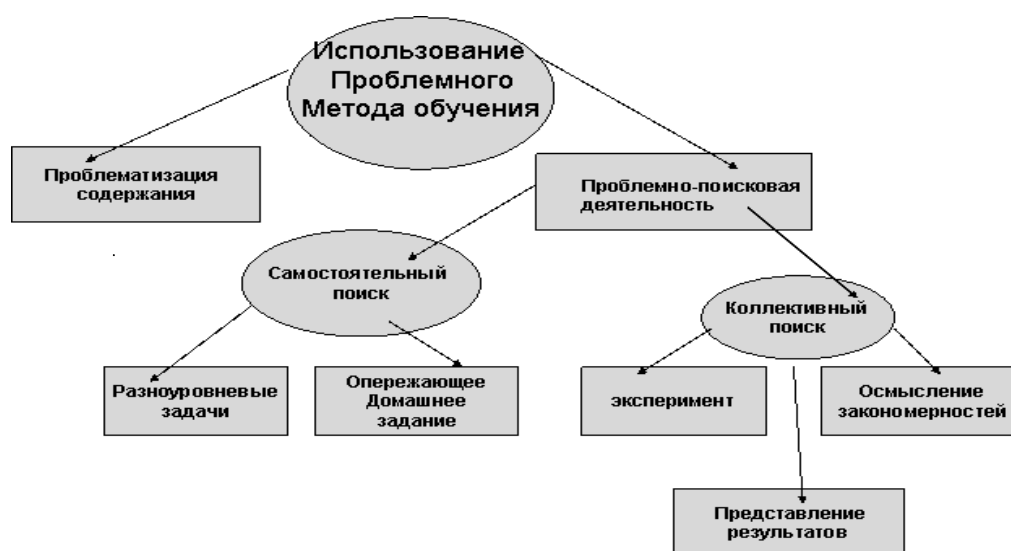 Использование
Проблемного
Метода обучения
Проблематизация
содержания
Проблемно-поисковая
деятельность
Самостоятельный
поиск
Коллективный
поиск
Разноуровневые
задачи
Опережающее
Домашнее
задание
эксперимент
Осмысление
закономерностей
Представление
результатов